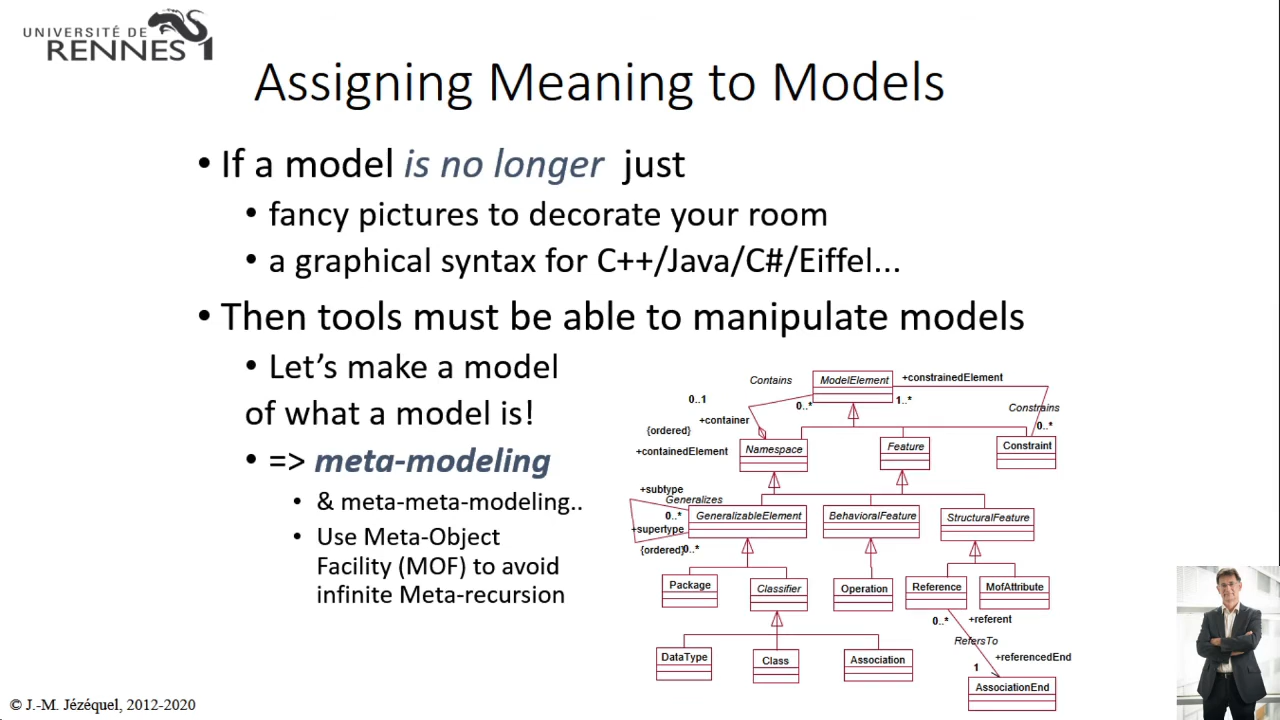 UNIVERSITÉ DE
RENNES 1
Assigning Meaning to Models
• If a model is no longer just
• fancy pictures to decorate your room
• a graphical syntax for C++/Java/C#/Eiffel...
• Then tools must be able to manipulate models
• Let's make a model
of what a model is!
• => meta-modeling
• & meta-meta-modeling..
• Use Meta-Object
Facility (MOF) to avoid
infinite Meta-recursion
Contains
ModelElement
+constrainedElement
0..1
0..*
1..*
Constrains
+container
0..*
{ordered}
+containedElement
Namespace
Feature
Constraint
+subtype
Generalizes
0..*
GeneralizableElement
BehavioralFeature
StructuralFeature
+supertype
{ordered}
0..*
Package
Classifier
Operation
Reference
MofAttribute
0..*
+referent
RefersTo
DataType
Class
Association
+referencedEnd
1
AssociationEnd
© J.-M. Jézéquel, 2012-2020